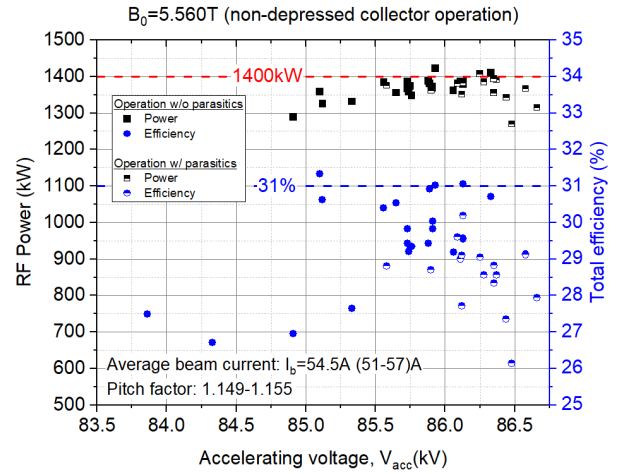 B₀=5.560T (non-depressed collector operation)
RF Power (kW)
1500
1400
1300
1200
1100
1000
900
800
700
600
500
1400kW
Operation w/o parasitics
Power
Efficiency
Operation w/ parasitics
Power
Efficiency
31%
Average beam current: I_b=54.5A (51-57)A
Pitch factor: 1.149-1.155
35
34
33
32
31
30
29
28
27
26
25
Total efficiency (%)
83.5 84.0 84.5 85.0 85.5 86.0 86.5
Accelerating voltage, V_acc(kV)